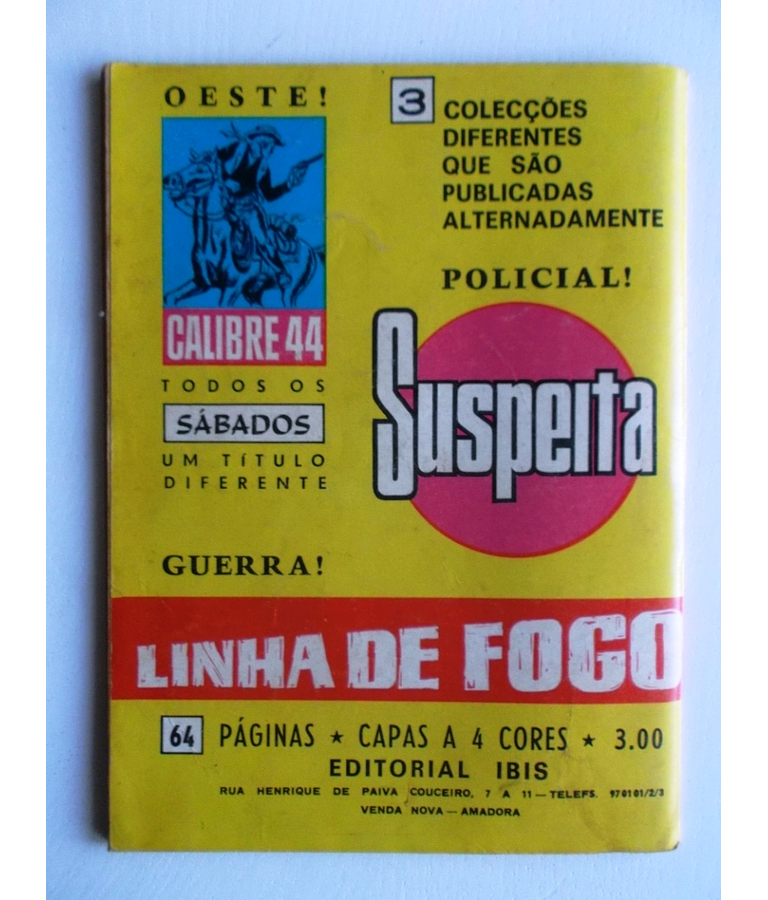 OESTE!
CALIBRE 44
TODOS OS
SÁBADOS
UM TÍTULO
DIFERENTE
3 COLECÇÕES
DIFERENTES
QUE SÃO
PUBLICADAS
ALTERNADAMENTE
POLICIAL!
Suspeita
GUERRA!
LINHA DE FOGO
64 PÁGINAS ★ CAPAS A 4 CORES ★ 3.00
EDITORIAL IBIS
RUA HENRIQUE DE PAIVA COUCEIRO, 7 A 11 — TELEFS. 970101/2/3
VENDA NOVA — AMADORA